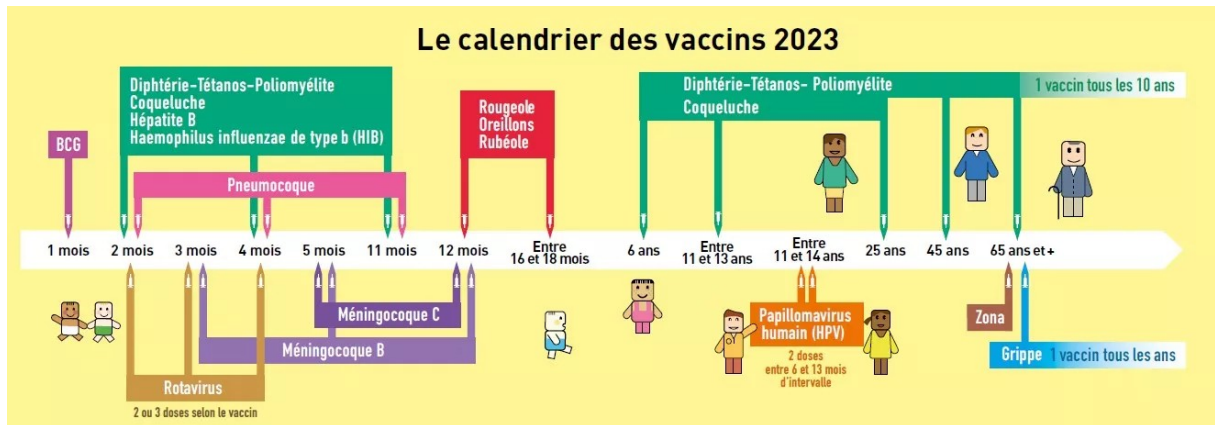 Le calendrier des vaccins 2023
Diphtérie-Tétanos-Poliomyélite
Coqueluche
Hépatite B
Haemophilus influenzae de type b (HIB)
Rougeole
Oreillons
Rubéole
Diphtérie-Tétanos- Poliomyélite
Coqueluche
1 vaccin tous les 10 ans
BCG
Pneumocoque
1 mois
2 mois
3 mois
4 mois
5 mois
11 mois
12 mois
Entre
16 et 18 mois
6 ans
Entre
11 et 13 ans
Entre
11 et 14 ans
25 ans
45 ans
65 ans et +
Méningocoque C
Méningocoque B
Rotavirus
2 ou 3 doses selon le vaccin
Papillomavirus
humain (HPV)
2 doses
entre 6 et 13 mois
d'intervalle
Zona
Grippe 1 vaccin tous les ans